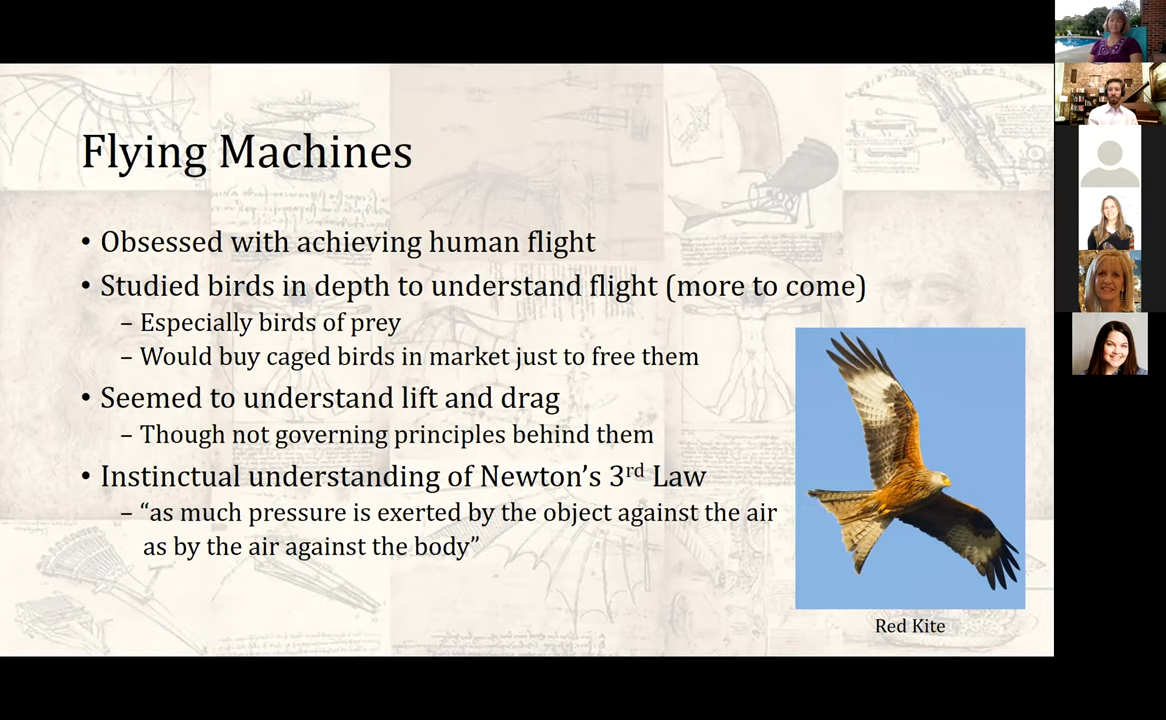 Flying Machines
• Obsessed with achieving human flight
• Studied birds in depth to understand flight (more to come)
– Especially birds of prey
– Would buy caged birds in market just to free them
• Seemed to understand lift and drag
– Though not governing principles behind them
• Instinctual understanding of Newton’s 3rd Law
– “as much pressure is exerted by the object against the air
as by the air against the body”
Red Kite